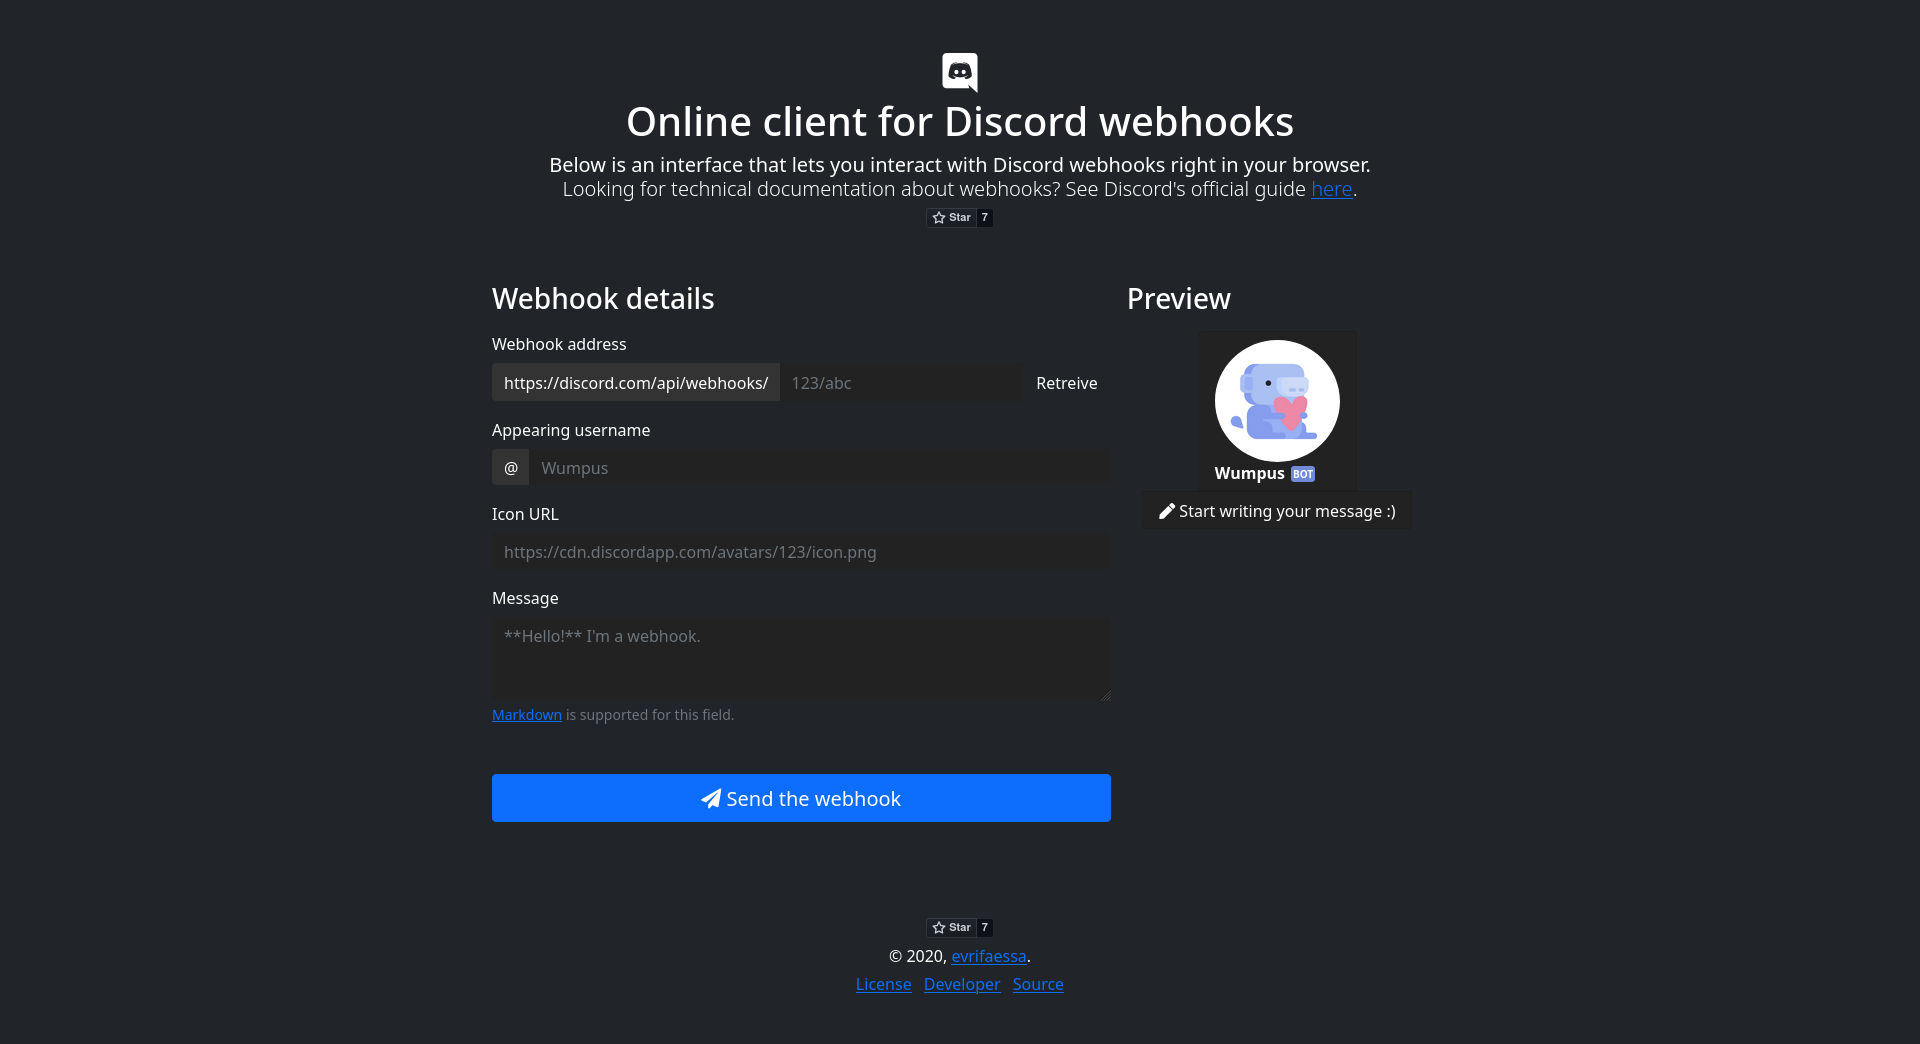 Online client for Discord webhooks
Below is an interface that lets you interact with Discord webhooks right in your browser.
Looking for technical documentation about webhooks? See Discord's official guide here.
Star 7
Webhook details
Webhook address
https://discord.com/api/webhooks/ 123/abc Retreive
Appearing username
@ Wumpus
Icon URL
https://cdn.discordapp.com/avatars/123/icon.png
Message
**Hello!** I'm a webhook.
Markdown is supported for this field.
Send the webhook
Preview
Wumpus BOT
Start writing your message :)
Star 7
© 2020, evrifaessa.
License Developer Source